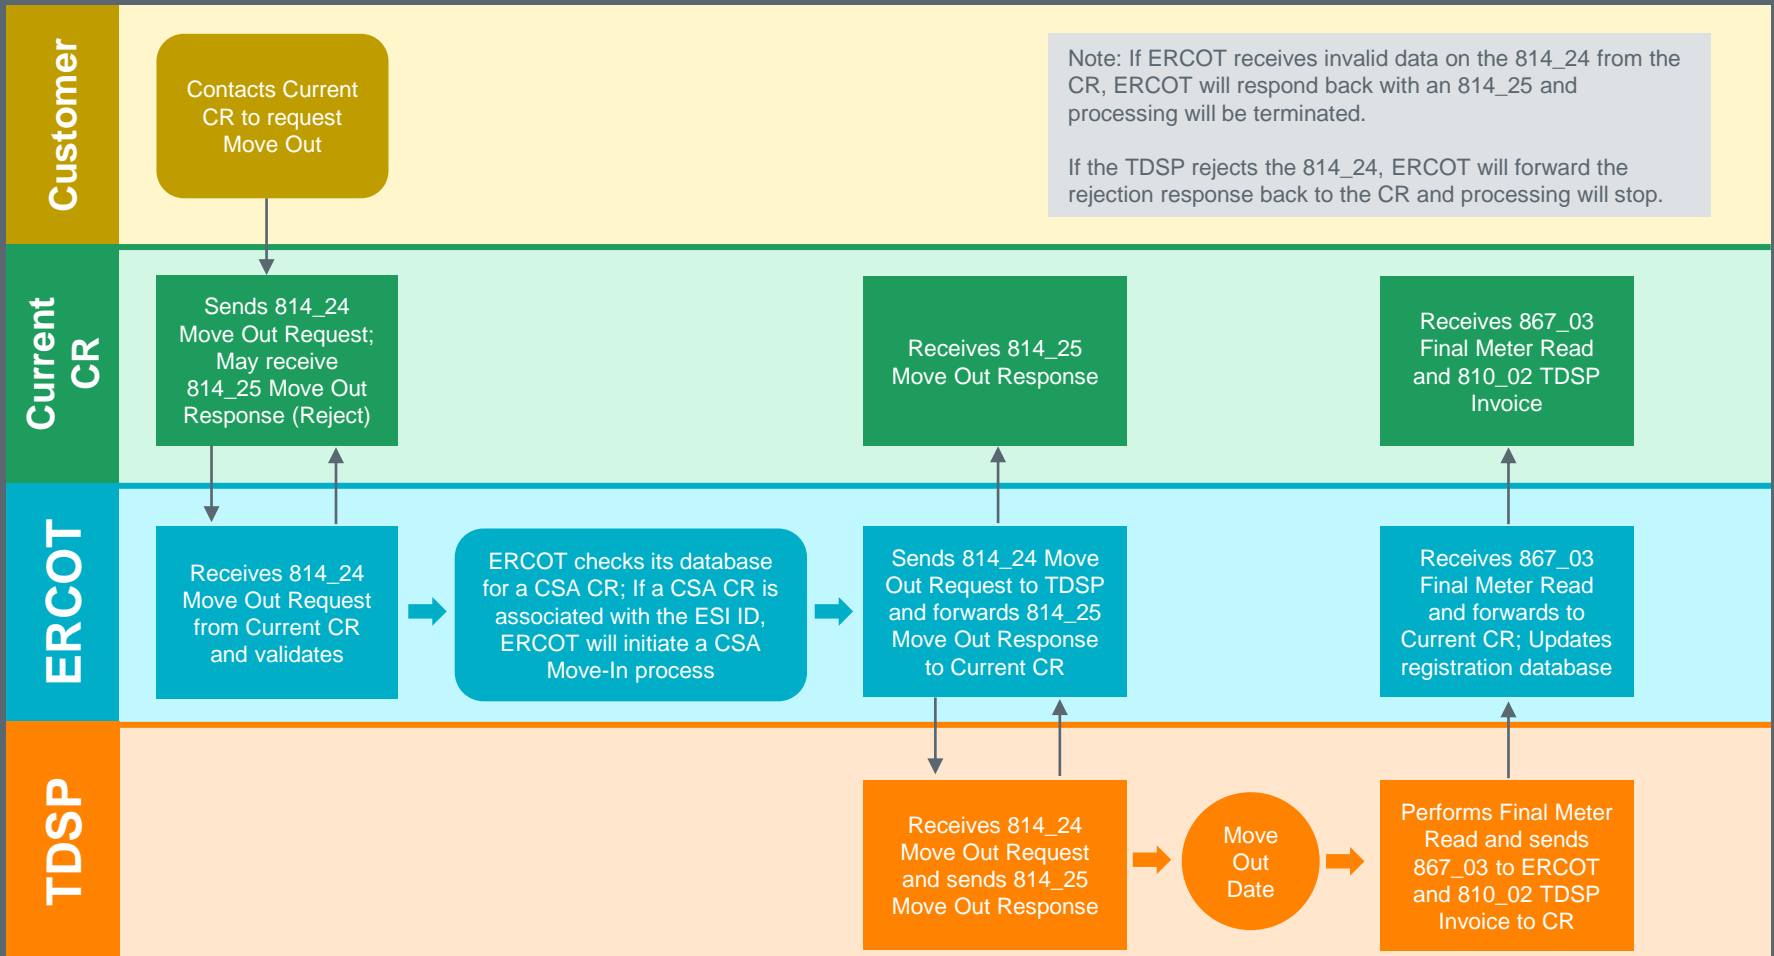 Customer
Contacts Current
CR to request
Move Out
Note: If ERCOT receives invalid data on the 814_24 from the
CR, ERCOT will respond back with an 814_25 and
processing will be terminated.
If the TDSP rejects the 814_24, ERCOT will forward the
rejection response back to the CR and processing will stop.
Current
CR
Sends 814_24
Move Out Request;
May receive
814_25 Move Out
Response (Reject)
Receives 814_25
Move Out Response
Receives 867_03
Final Meter Read
and 810_02 TDSP
Invoice
ERCOT
Receives 814_24
Move Out Request
from Current CR
and validates
ERCOT checks its database
for a CSA CR; If a CSA CR is
associated with the ESI ID,
ERCOT will initiate a CSA
Move-In process
Sends 814_24 Move
Out Request to TDSP
and forwards 814_25
Move Out Response
to Current CR
Receives 867_03
Final Meter Read
and forwards to
Current CR; Updates
registration database
TDSP
Receives 814_24
Move Out Request
and sends 814_25
Move Out Response
Move
Out
Date
Performs Final Meter
Read and sends
867_03 to ERCOT
and 810_02 TDSP
Invoice to CR